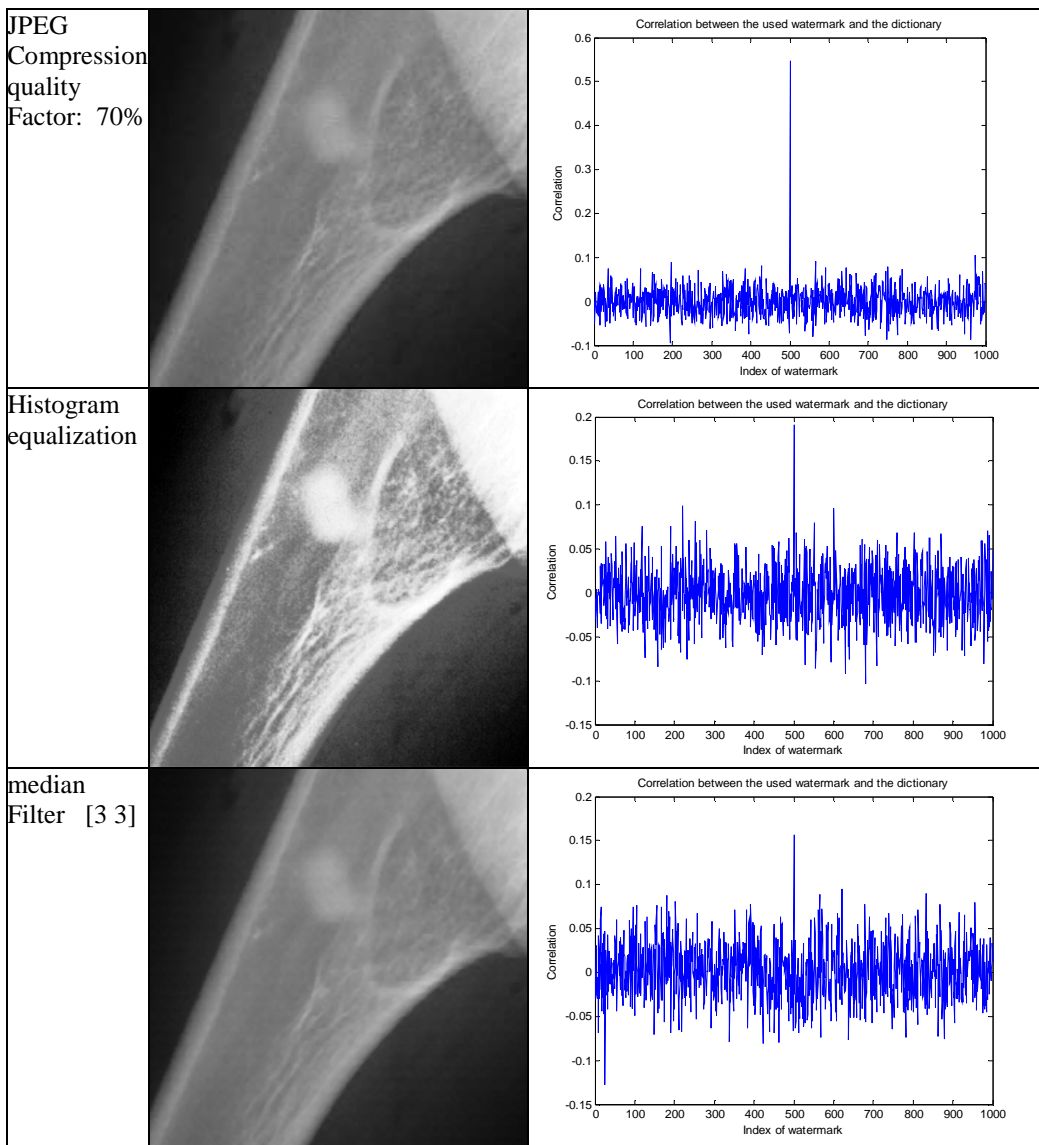 JPEG
Compression
quality
Factor: 70%
Correlation between the used watermark and the dictionary
0.6
0.5
0.4
0.3
0.2
0.1
0
-0.1
Correlation
0 100 200 300 400 500 600 700 800 900 1000
Index of watermark
Histogram
equalization
Correlation between the used watermark and the dictionary
0.2
0.15
0.1
0.05
0
-0.05
-0.1
-0.15
Correlation
0 100 200 300 400 500 600 700 800 900 1000
Index of watermark
median
Filter [3 3]
Correlation between the used watermark and the dictionary
0.2
0.15
0.1
0.05
0
-0.05
-0.1
-0.15
Correlation
0 100 200 300 400 500 600 700 800 900 1000
Index of watermark